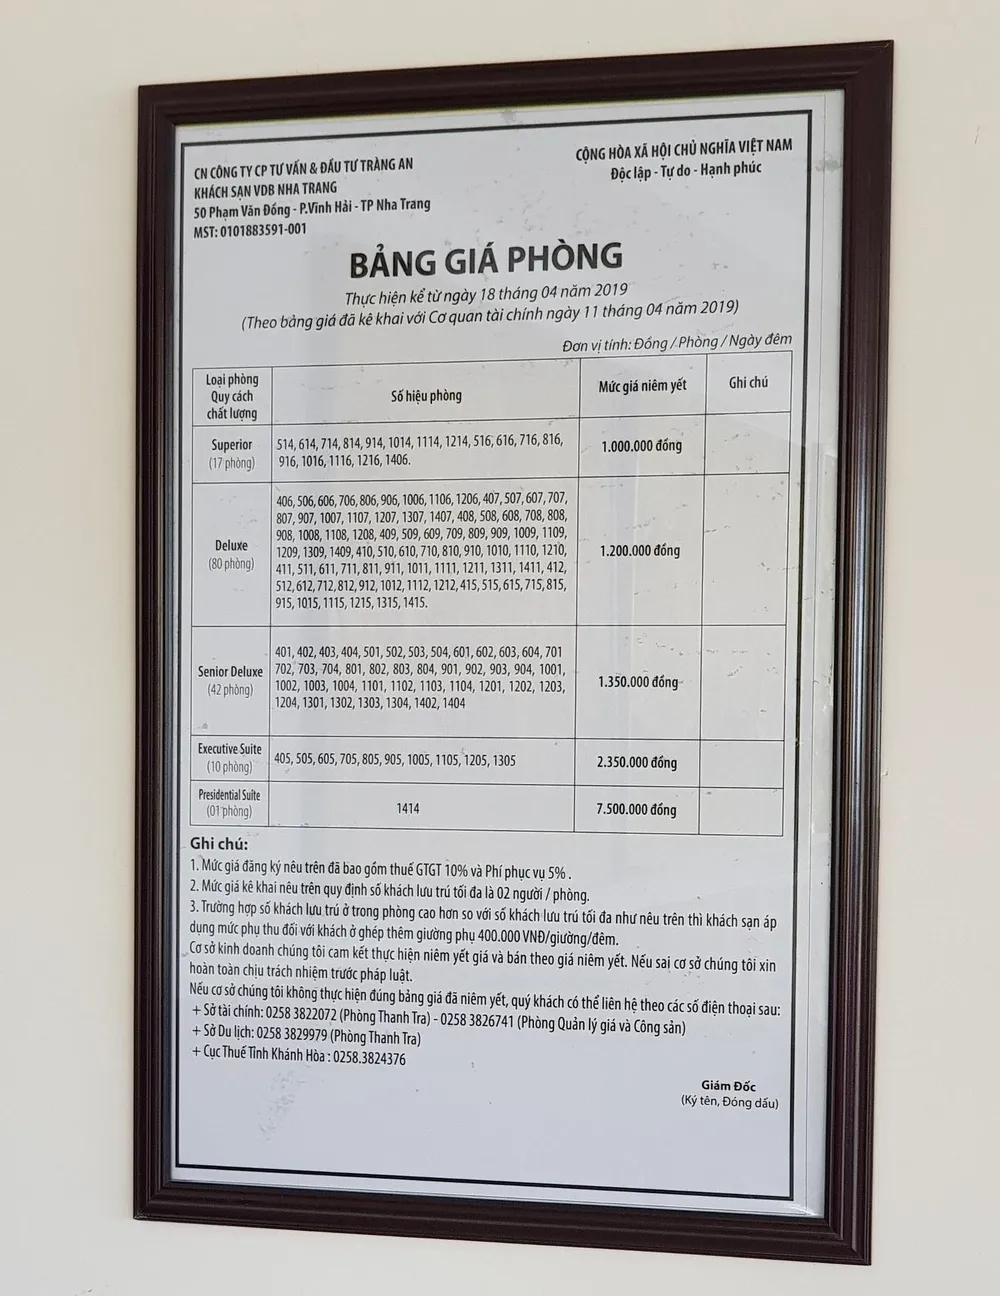 CN CÔNG TY CP TƯ VẤN & ĐẦU TƯ TRÀNG AN
KHÁCH SẠN VDB NHA TRANG
50 Phạm Văn Đồng - P.Vĩnh Hải - TP Nha Trang
MST: 0101883591-001
CỘNG HÒA XÃ HỘI CHỦ NGHĨA VIỆT NAM
Độc lập - Tự do - Hạnh phúc
BẢNG GIÁ PHÒNG
Thực hiện kể từ ngày 18 tháng 04 năm 2019
(Theo bảng giá đã kê khai với Cơ quan tài chính ngày 11 tháng 04 năm 2019)
Đơn vị tính: Đồng / Phòng / Ngày đêm
Loại phòng
Quy cách
chất lượng
Số hiệu phòng
Mức giá niêm yết
Ghi chú
Superior
(17 phòng)
514, 614, 714, 814, 914, 1014, 1114, 1214, 516, 616, 716, 816,
916, 1016, 1116, 1216, 1406.
1.000.000 đồng
Deluxe
(80 phòng)
406, 506, 606, 706, 806, 906, 1006, 1106, 1206, 407, 507, 607, 707,
807, 907, 1007, 1107, 1207, 1307, 1407, 408, 508, 608, 708, 808,
908, 1008, 1108, 1208, 409, 509, 609, 709, 809, 909, 1009, 1109,
1209, 1309, 1409, 410, 510, 610, 710, 810, 910, 1010, 1110, 1210,
411, 511, 611, 711, 811, 911, 1011, 1111, 1211, 1311, 1411, 412,
512, 612, 712, 812, 912, 1012, 1112, 1212, 415, 515, 615, 715, 815,
915, 1015, 1115, 1215, 1315, 1415.
1.200.000 đồng
Senior Deluxe
(42 phòng)
401, 402, 403, 404, 501, 502, 503, 504, 601, 602, 603, 604, 701
702, 703, 704, 801, 802, 803, 804, 901, 902, 903, 904, 1001,
1002, 1003, 1004, 1101, 1102, 1103, 1104, 1201, 1202, 1203,
1204, 1301, 1302, 1303, 1304, 1402, 1404
1.350.000 đồng
Executive Suite
(10 phòng)
405, 505, 605, 705, 805, 905, 1005, 1105, 1205, 1305
2.350.000 đồng
Presidential Suite
(01 phòng)
1414
7.500.000 đồng
Ghi chú:
1. Mức giá đăng ký nêu trên đã bao gồm thuế GTGT 10% và Phí phục vụ 5% .
2. Mức giá kê khai nêu trên quy định số khách lưu trú tối đa là 02 người / phòng.
3. Trường hợp số khách lưu trú ở trong phòng cao hơn so với số khách lưu trú tối đa như nêu trên thì khách sạn áp
dụng mức phụ thu đối với khách ở ghép thêm giường phụ 400.000 VNĐ/giường/đêm.
Cơ sở kinh doanh chúng tôi cam kết thực hiện niêm yết giá và bán theo giá niêm yết. Nếu sai cơ sở chúng tôi xin
hoàn toàn chịu trách nhiệm trước pháp luật.
Nếu cơ sở chúng tôi không thực hiện đúng bảng giá đã niêm yết, quý khách có thể liên hệ theo các số điện thoại sau:
+ Sở tài chính: 0258 3822072 (Phòng Thanh Tra) - 0258 3826741 (Phòng Quản lý giá và Công sản)
+ Sở Du lịch: 0258 3829979 (Phòng Thanh Tra)
+ Cục Thuế Tỉnh Khánh Hòa : 0258.3824376
Giám Đốc
(Ký tên, Đóng dấu)